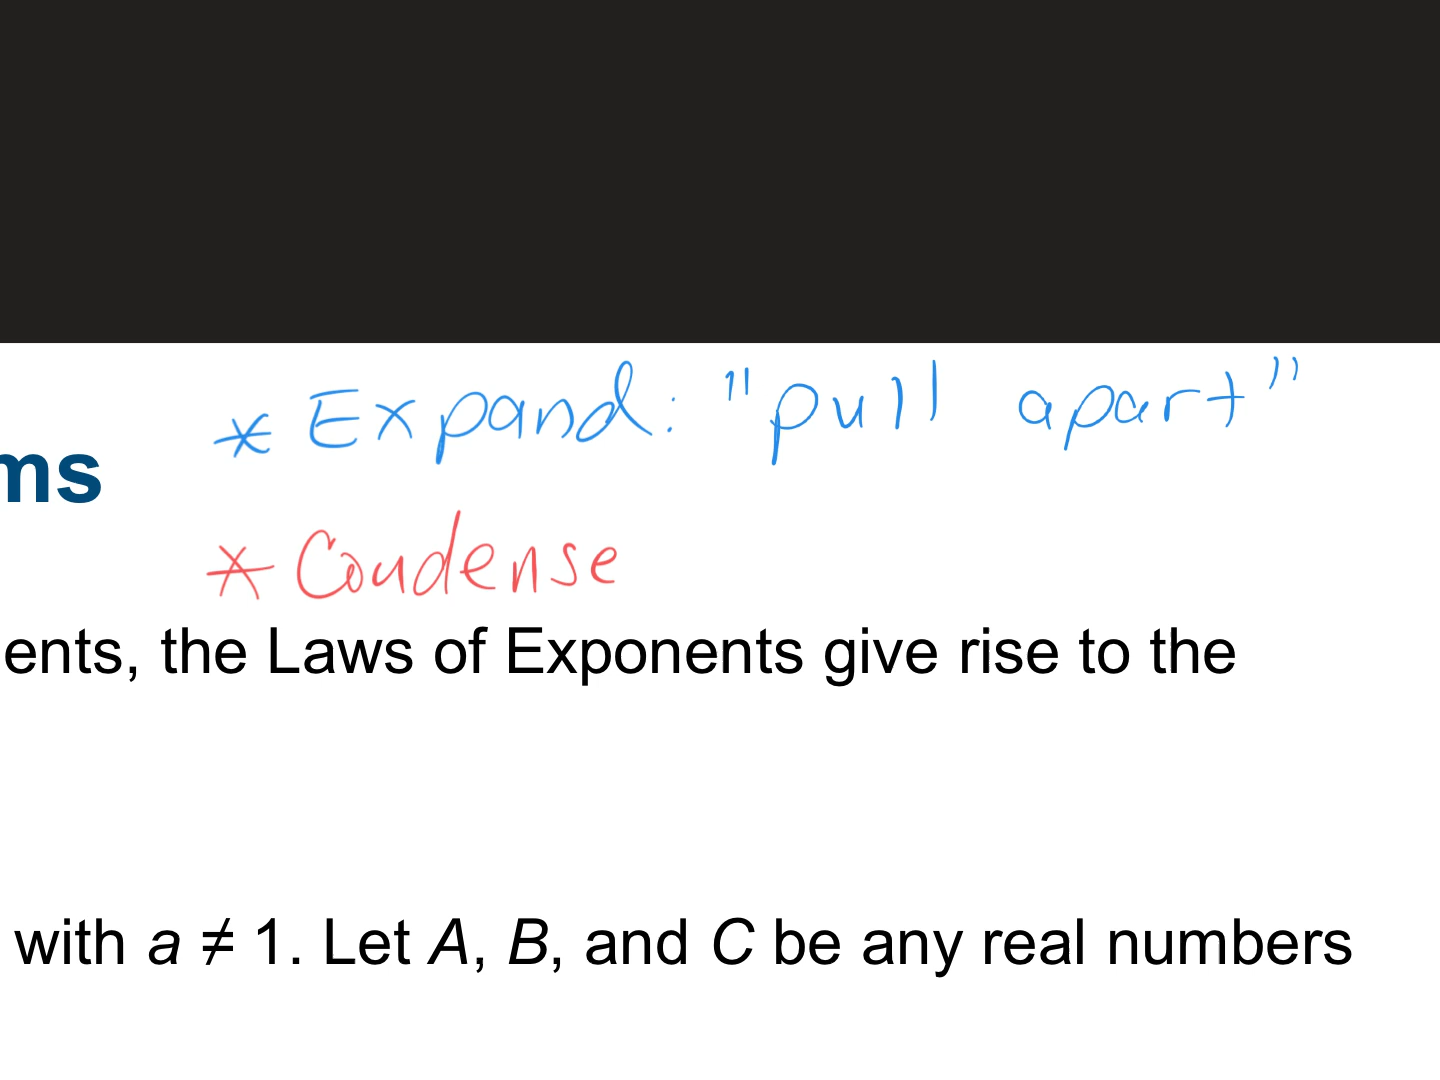 * Expand: "pull apart"
ms
* Condense
ents, the Laws of Exponents give rise to the
with a ≠ 1. Let A, B, and C be any real numbers